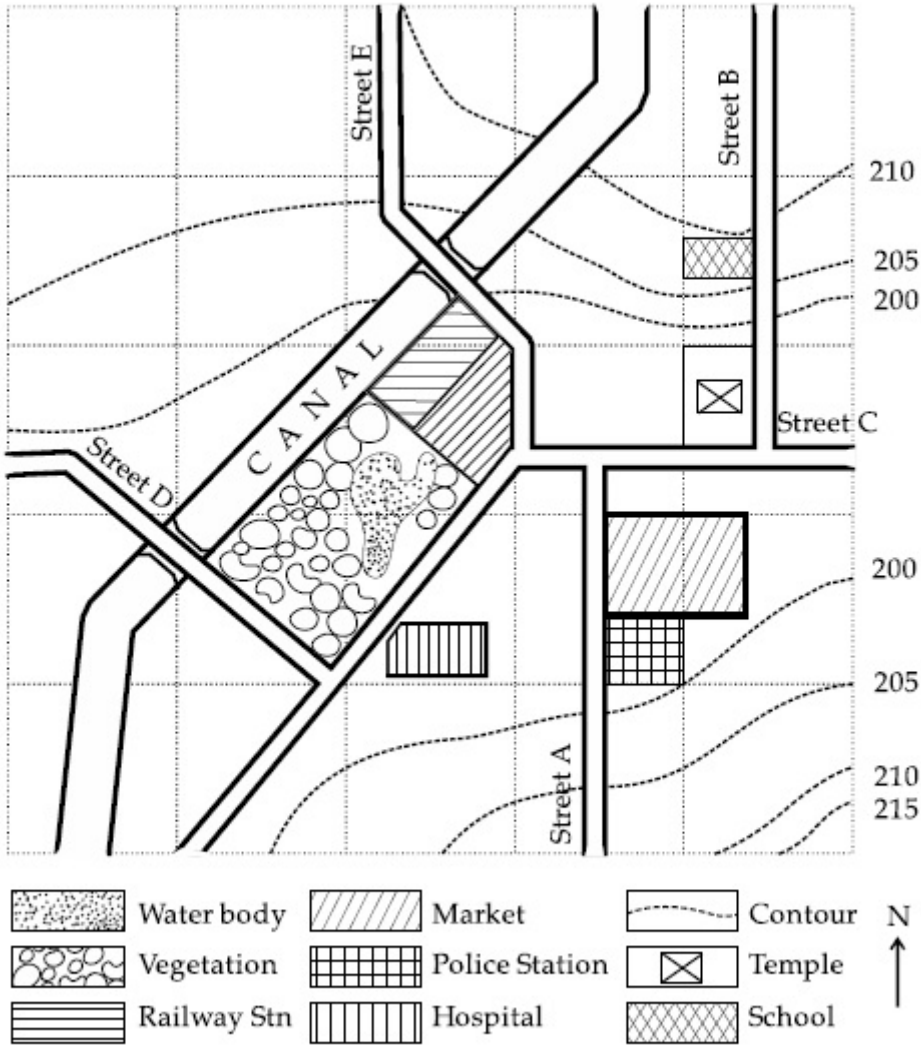 Street E
Street B
210
205
200
CANAL
Street C
Street D
200
205
210
215
Street A
Water body
Market
Contour
N
Vegetation
Police Station
Temple
Railway Stn
Hospital
School